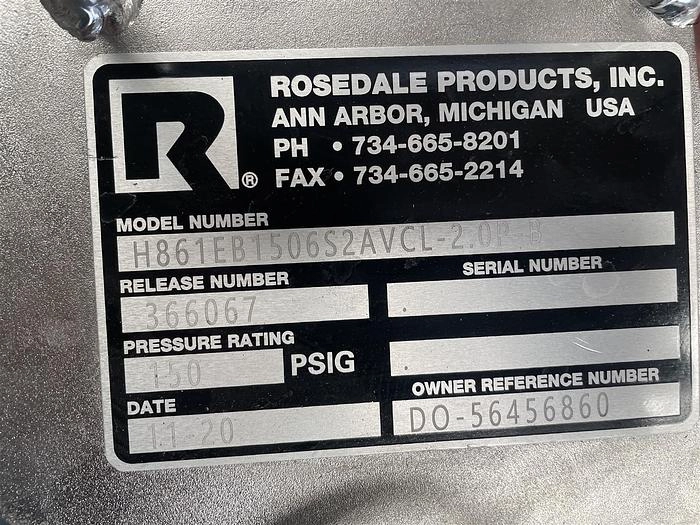 ROSEDALE PRODUCTS, INC.
ANN ARBOR, MICHIGAN USA
PH • 734-665-8201
FAX • 734-665-2214
R ®
MODEL NUMBER
H861EB1506S2AVCL-2.0P-B
RELEASE NUMBER
366067
SERIAL NUMBER
PRESSURE RATING
150 PSIG
DATE
11-20
OWNER REFERENCE NUMBER
DO-56456860